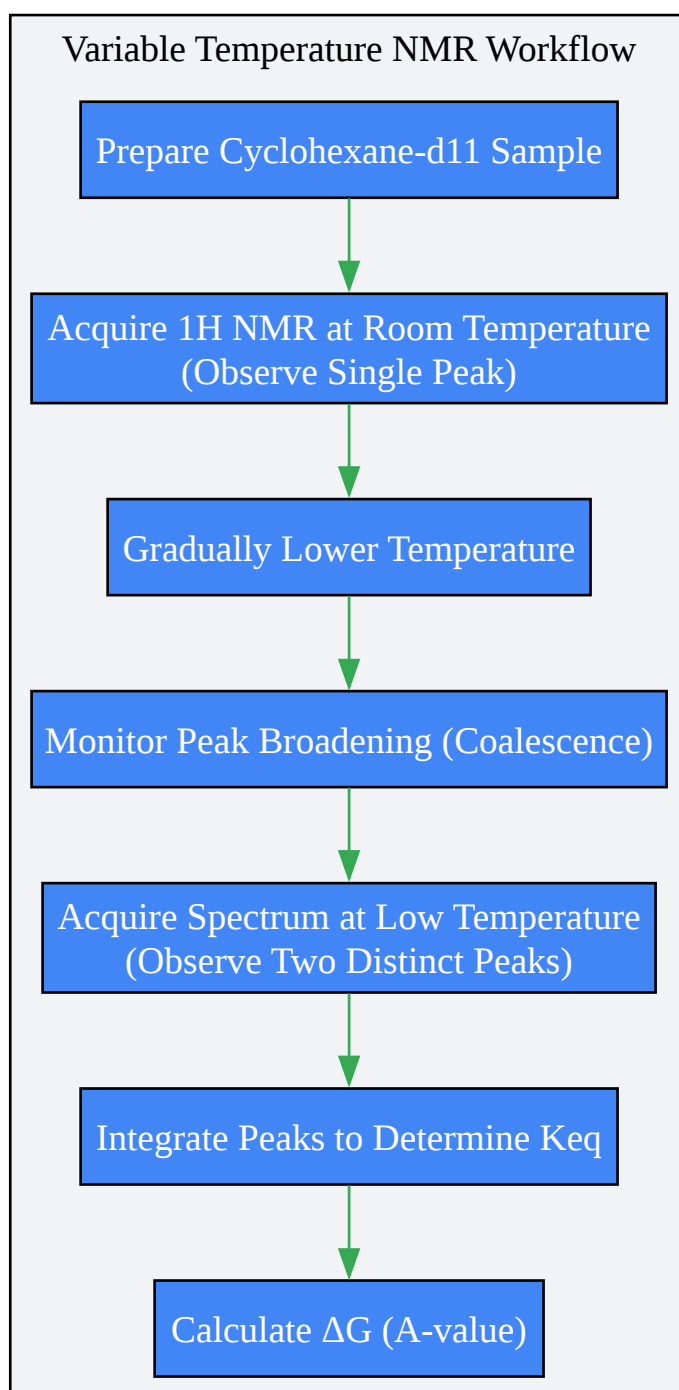 Variable Temperature NMR Workflow
Prepare Cyclohexane-d11 Sample
Acquire 1H NMR at Room Temperature
(Observe Single Peak)
Gradually Lower Temperature
Monitor Peak Broadening (Coalescence)
Acquire Spectrum at Low Temperature
(Observe Two Distinct Peaks)
Integrate Peaks to Determine Keq
Calculate ΔG (A-value)